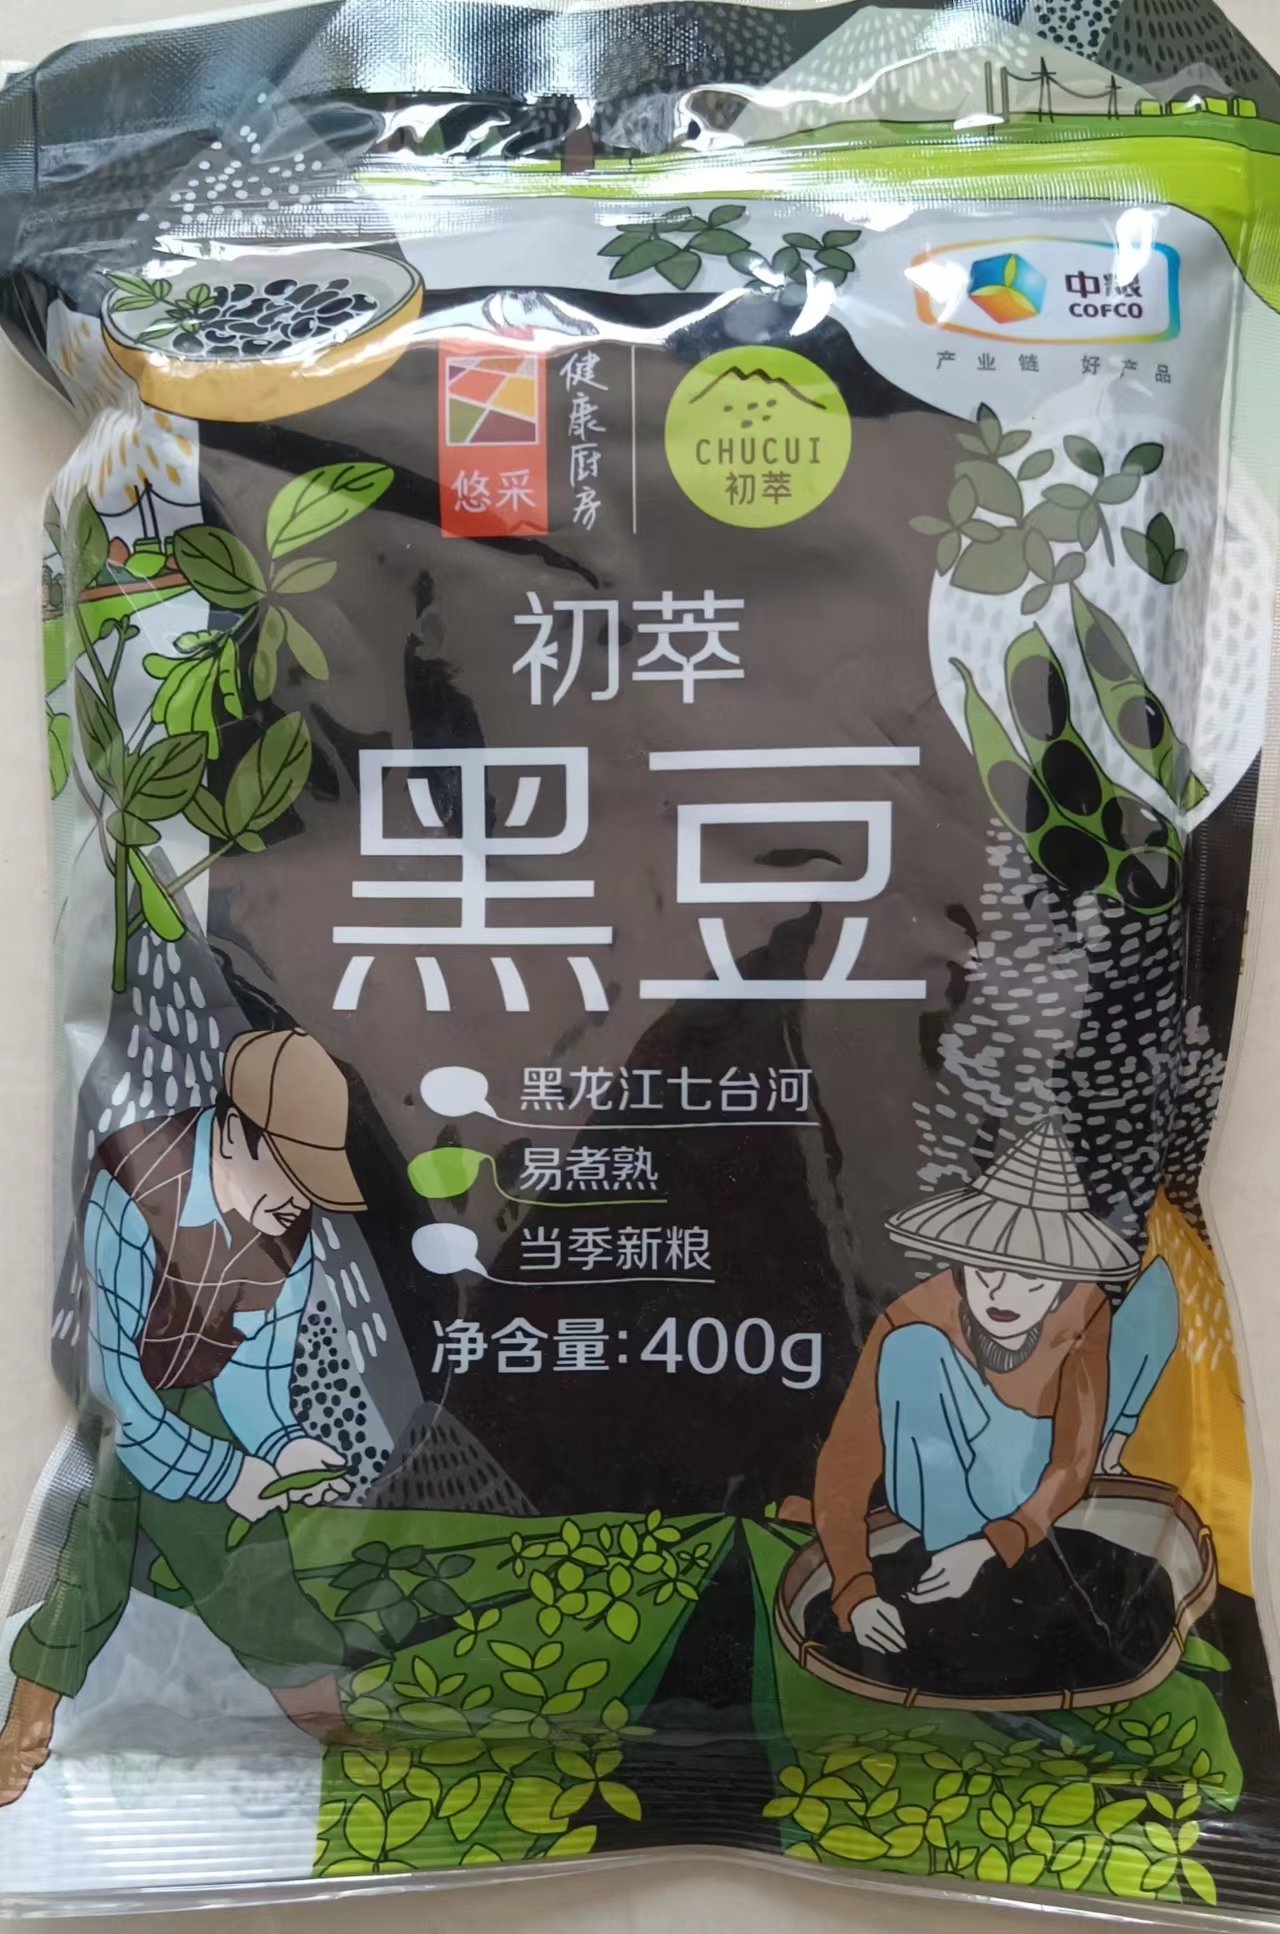 中粮
COFCO
产业链 好产品
悠采
健康厨房
CHUCUI
初萃
初萃
黑豆
黑龙江七台河
易煮熟
当季新粮
净含量:400g